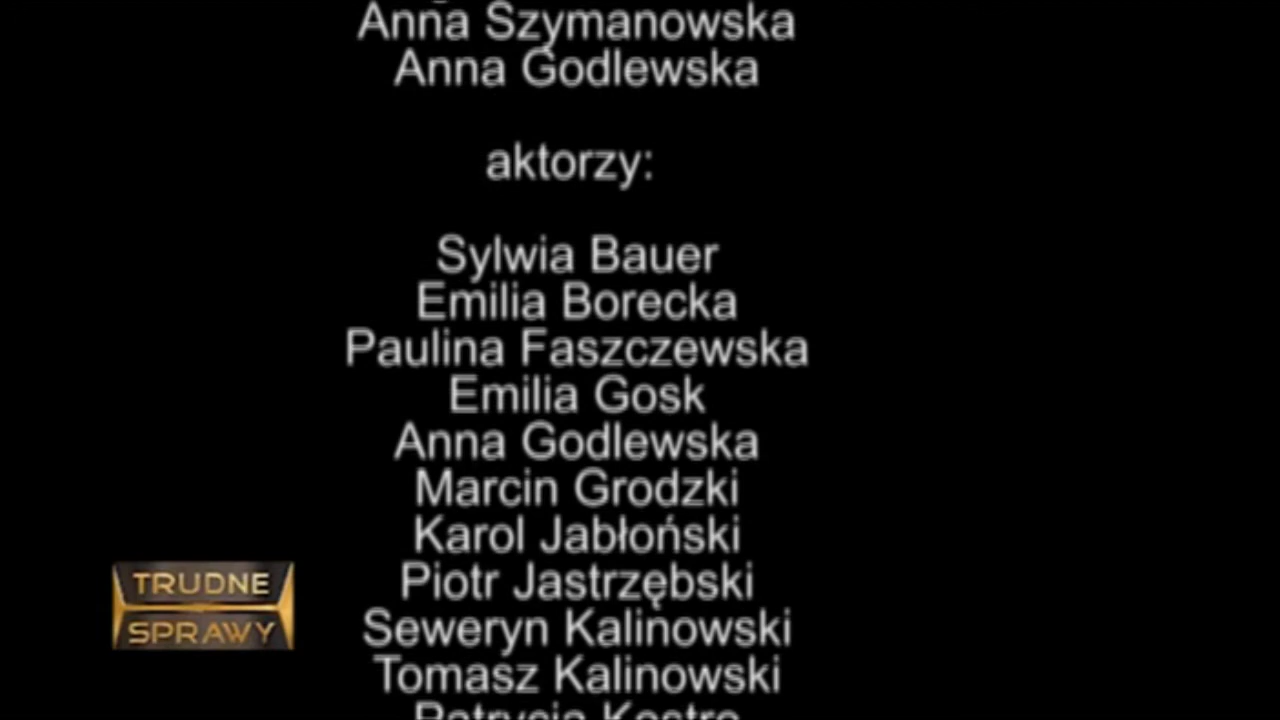 Anna Szymanowska
Anna Godlewska
aktorzy:
Sylwia Bauer
Emilia Borecka
Paulina Faszczewska
Emilia Gosk
Anna Godlewska
Marcin Grodzki
Karol Jabłoński
Piotr Jastrzębski
Seweryn Kalinowski
Tomasz Kalinowski
TRUDNE
SPRAWY